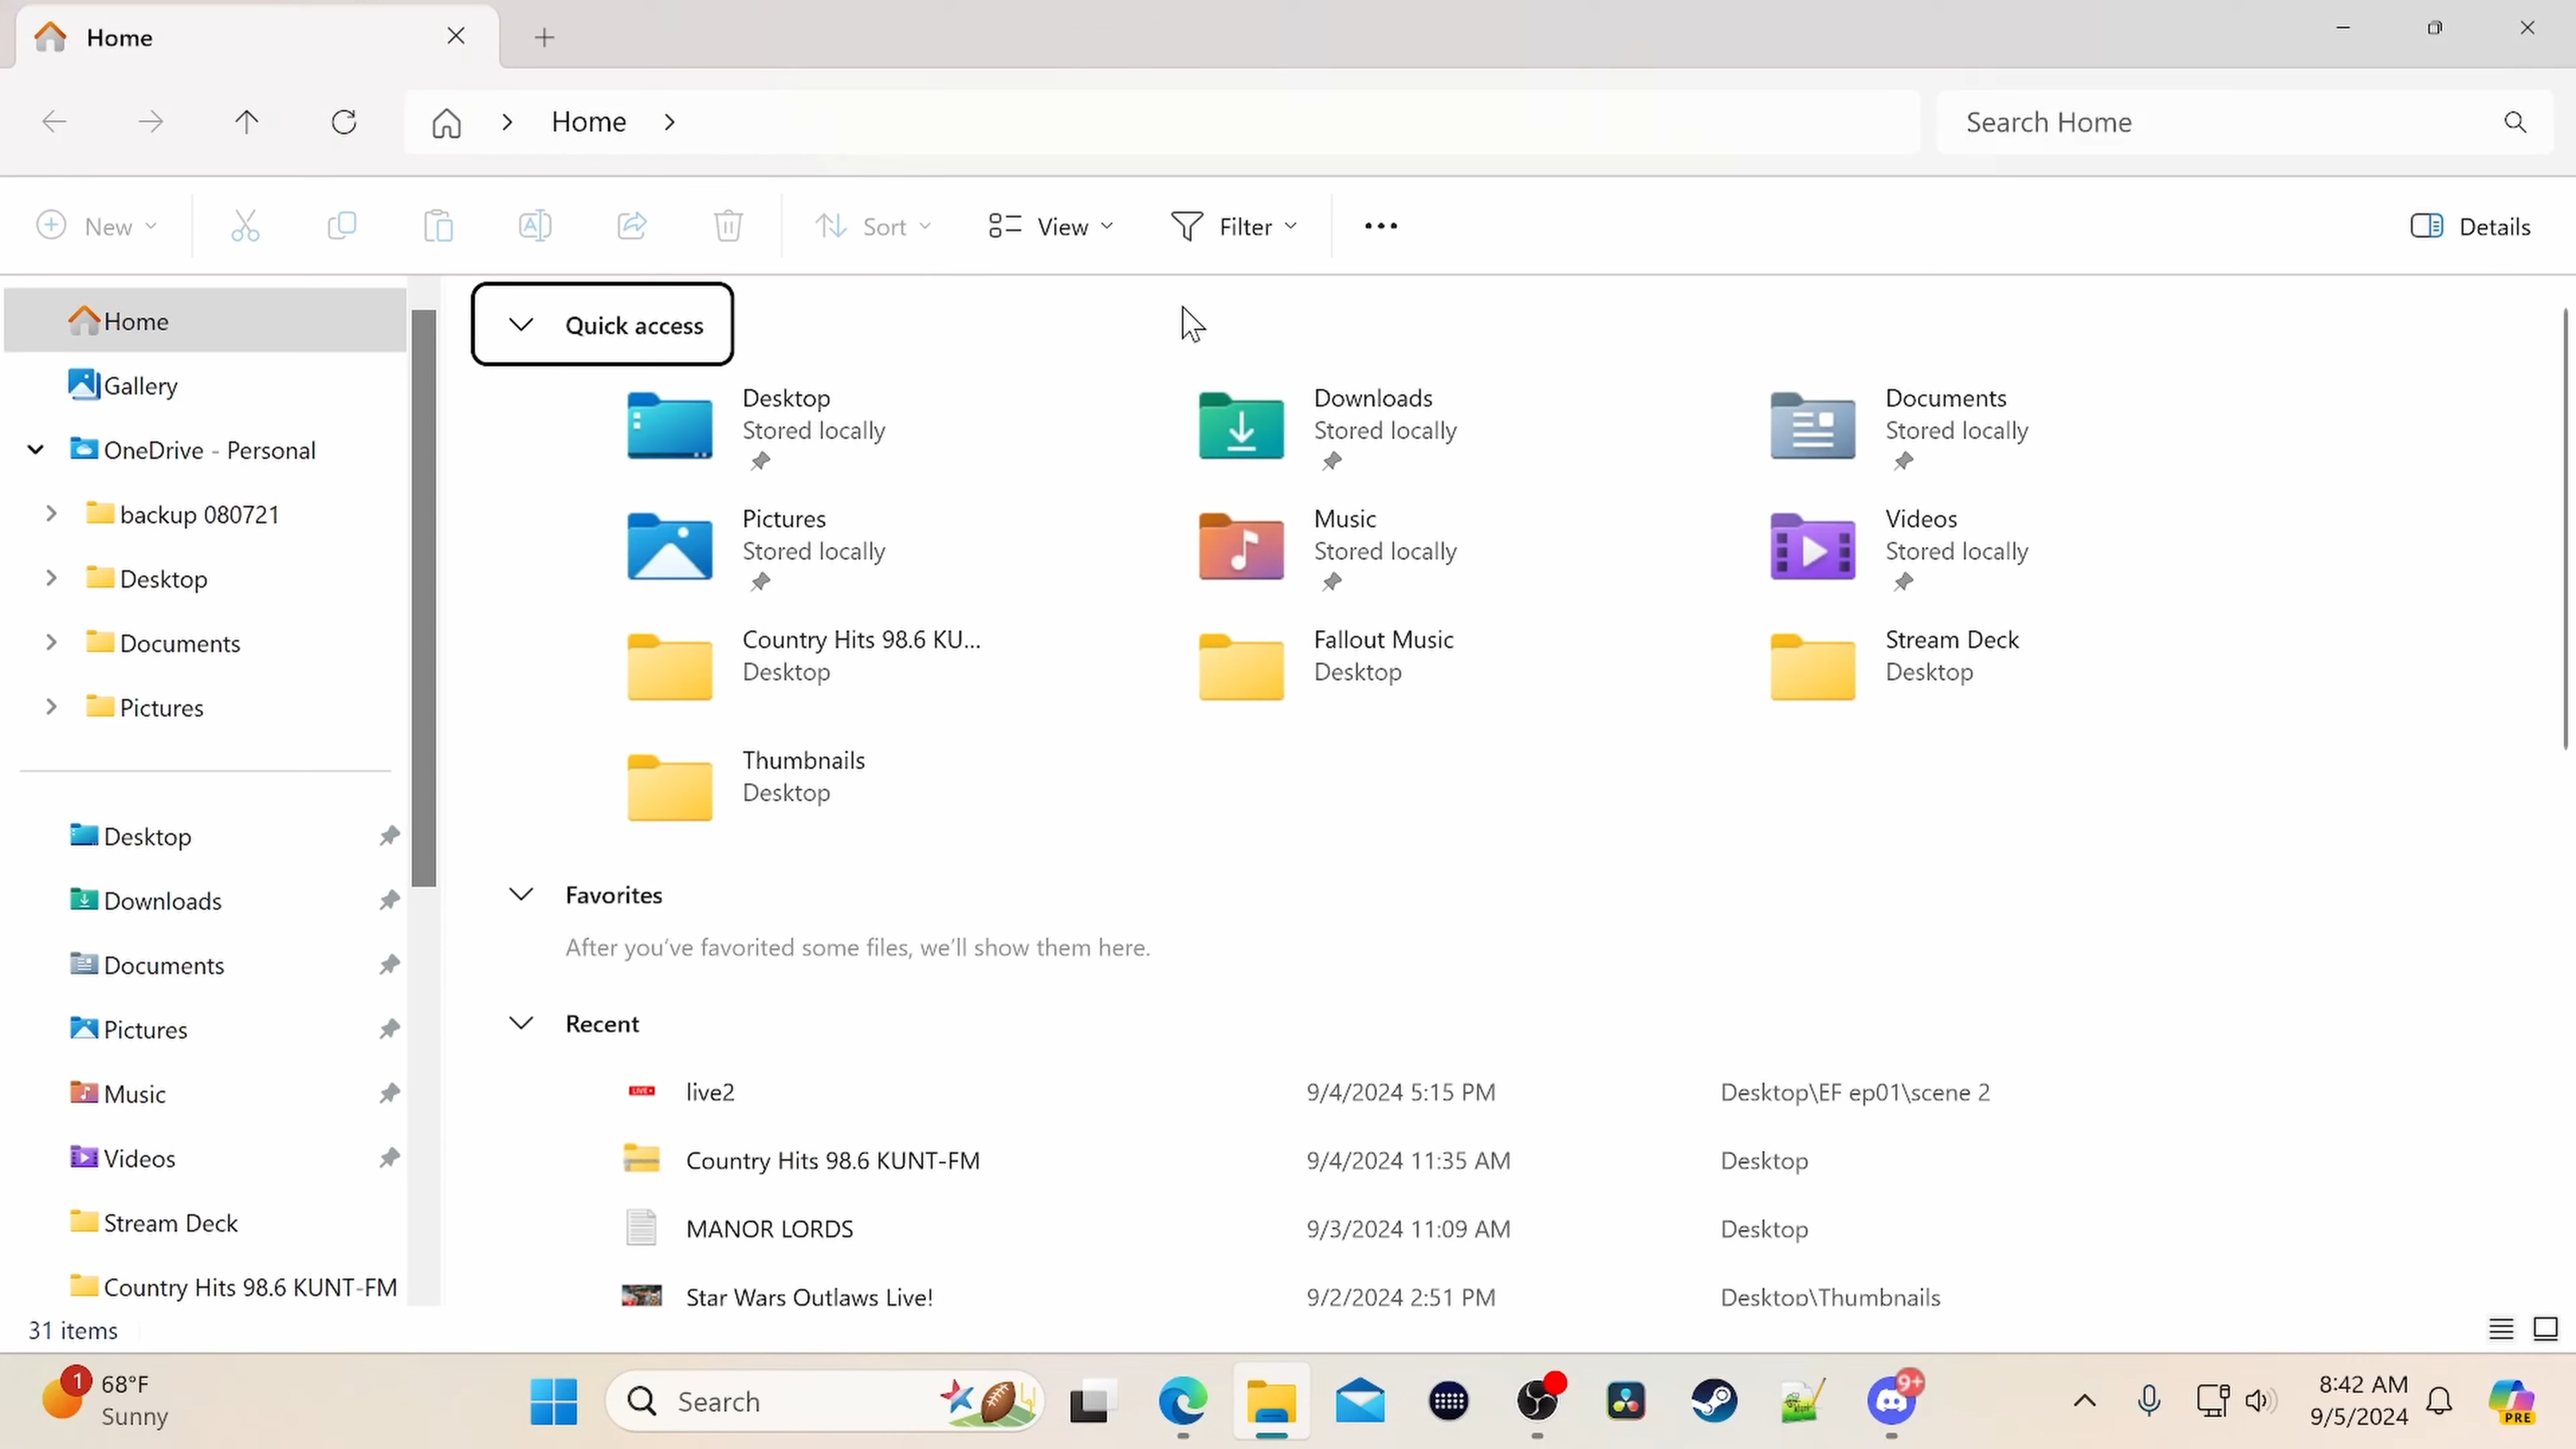 Home
Home
Search Home
New
Sort
View
Filter
Details
Home
Gallery
OneDrive - Personal
backup 080721
Desktop
Documents
Pictures
Desktop
Downloads
Documents
Pictures
Music
Videos
Stream Deck
Country Hits 98.6 KUNT-FM
Quick access
Desktop
Stored locally
Downloads
Stored locally
Documents
Stored locally
Pictures
Stored locally
Music
Stored locally
Videos
Stored locally
Country Hits 98.6 KU...
Desktop
Fallout Music
Desktop
Stream Deck
Desktop
Thumbnails
Desktop
Favorites
After you've favorited some files, we'll show them here.
Recent
live2 9/4/2024 5:15 PM Desktop\EF ep01\scene 2
Country Hits 98.6 KUNT-FM 9/4/2024 11:35 AM Desktop
MANOR LORDS 9/3/2024 11:09 AM Desktop
Star Wars Outlaws Live! 9/2/2024 2:51 PM Desktop\Thumbnails
31 items
1
68°F
Sunny
Search
9+
8:42 AM
9/5/2024
PRE